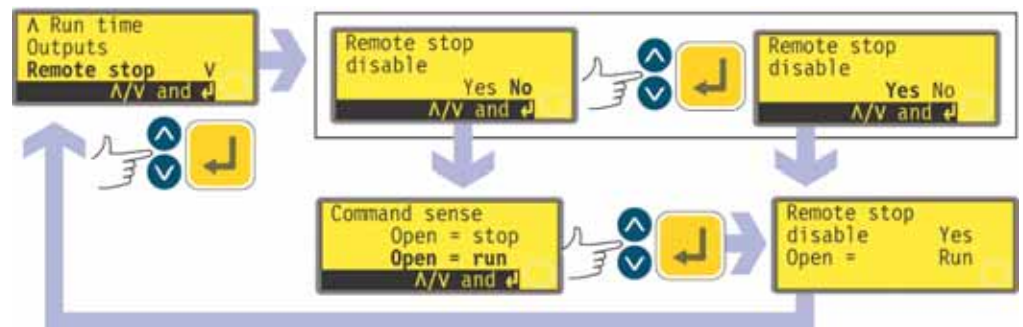 Λ Run time
Outputs
Remote stop V
Λ/V and ↵
Remote stop
disable
Yes No
Λ/V and ↵
Remote stop
disable
Yes No
Λ/V and ↵
Command sense
Open = stop
Open = run
Λ/V and ↵
Remote stop
disable Yes
Open = Run